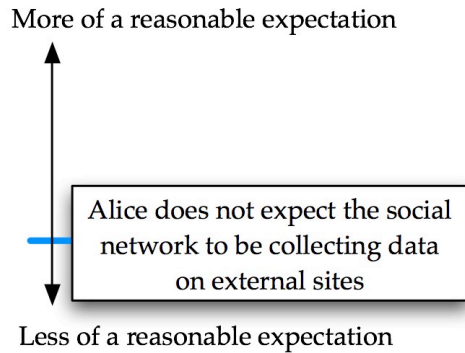 More of a reasonable expectation
Alice does not expect the social
network to be collecting data
on external sites
Less of a reasonable expectation